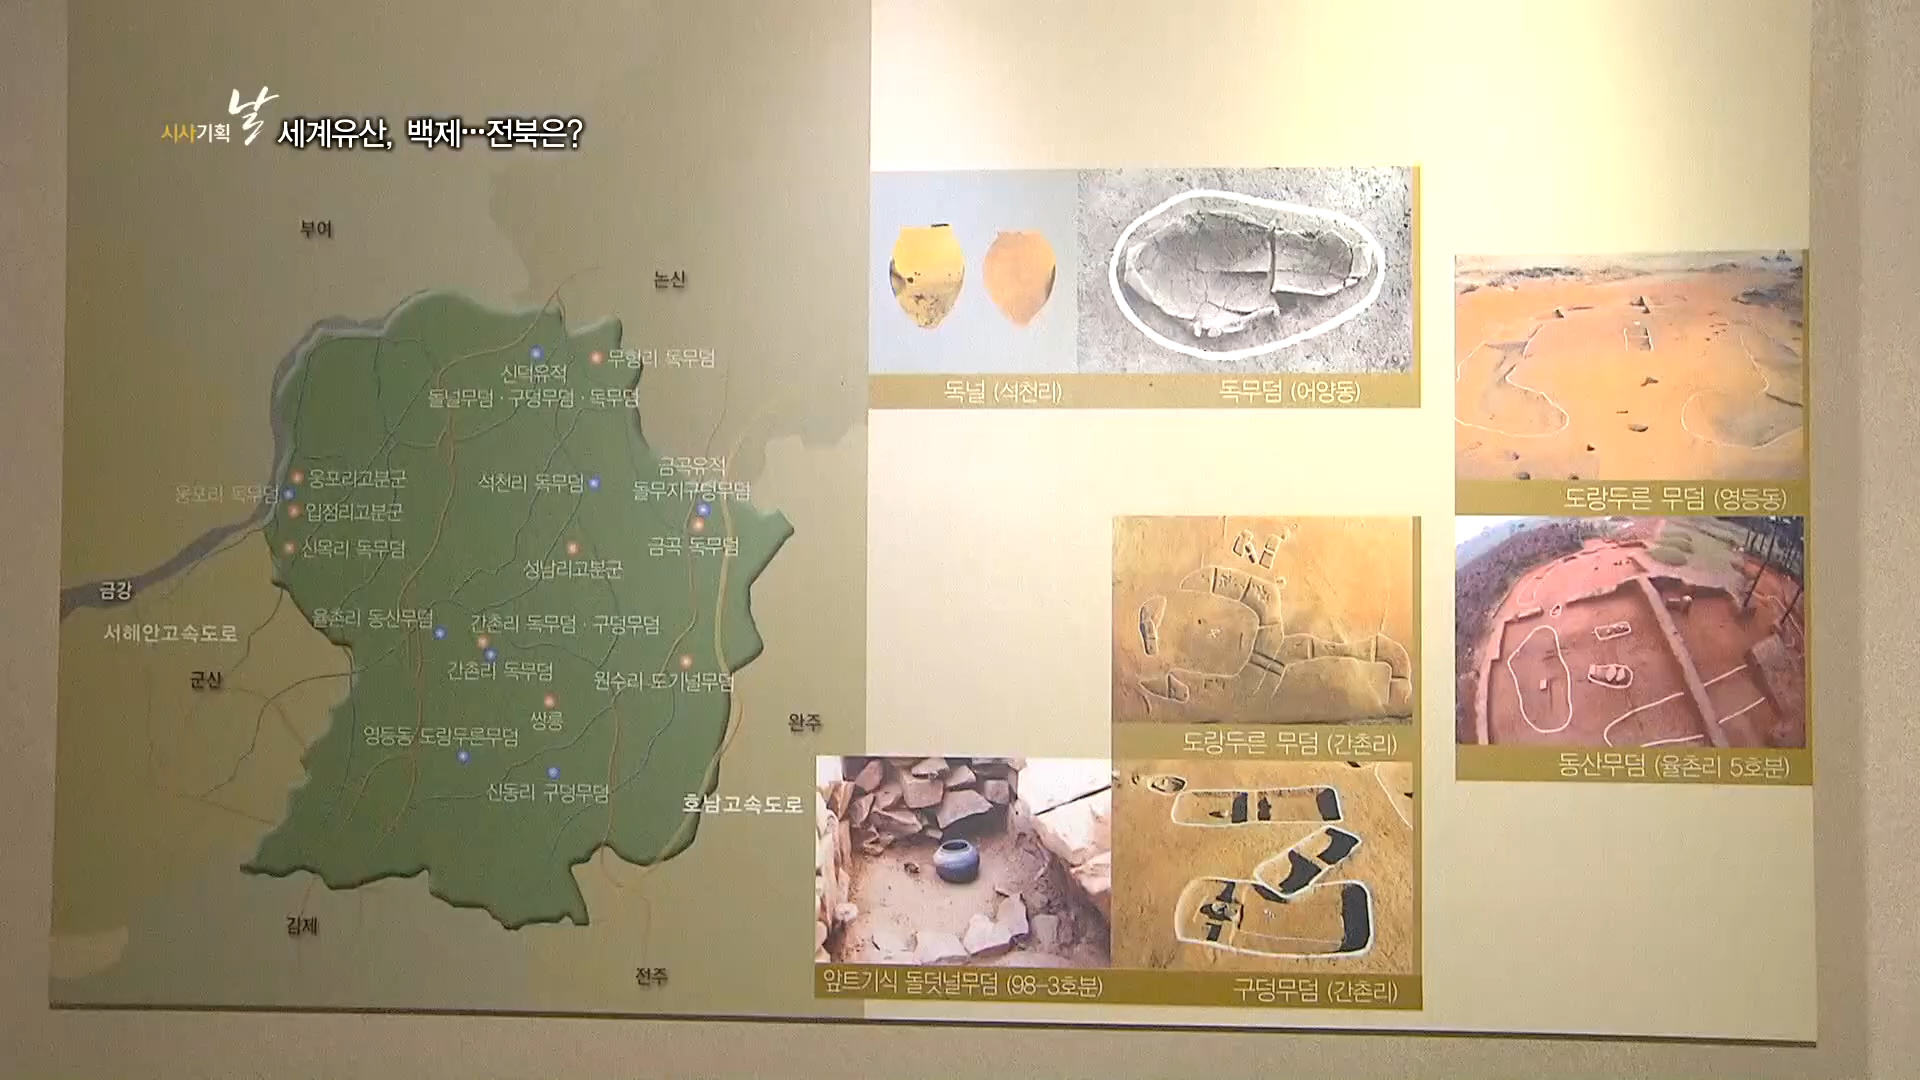 시사기획 날 세계유산, 백제…전북은?
부여
논산
무형리 독무덤
신덕유적
돌널무덤·구덩무덤·독무덤
금곡유적
돌무지구덩무덤
웅포리고분군
웅포리 독무덤
석천리 독무덤
입점리고분군
신목리 독무덤
금곡 독무덤
성남리고분군
금강
서해안고속도로
군산
율촌리 동산무덤
간촌리 독무덤·구덩무덤
간촌리 독무덤
원수리 도기널무덤
쌍릉
완주
영등동 도랑두른무덤
신동리 구덩무덤
호남고속도로
김제
전주
독널 (석천리)
독무덤 (어양동)
도랑두른 무덤 (영등동)
도랑두른 무덤 (간촌리)
동산무덤 (율촌리 5호분)
앞트기식 돌덧널무덤 (98-3호분)
구덩무덤 (간촌리)